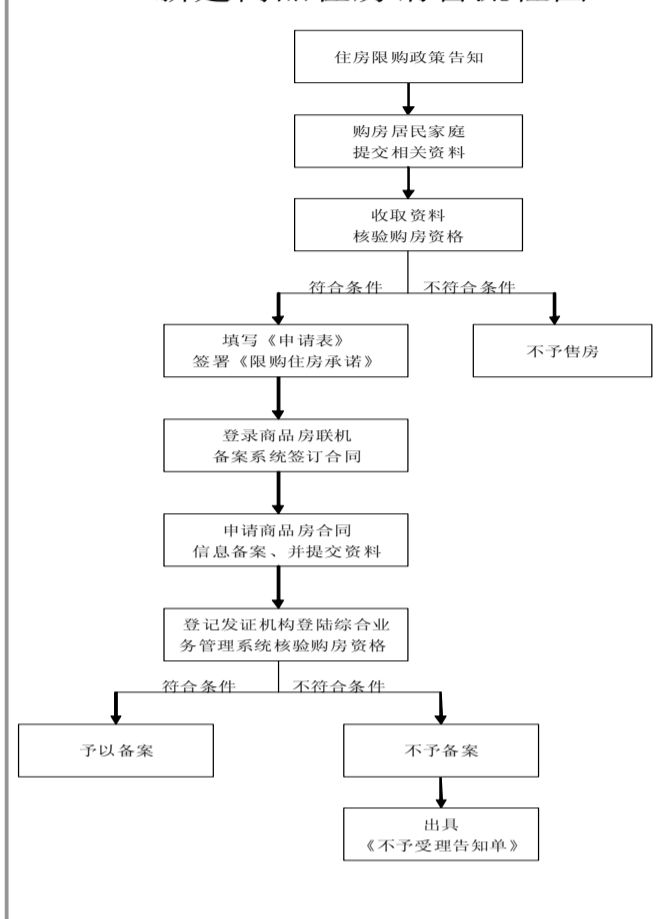 住房限购政策告知
购房居民家庭
提交相关资料
收取资料
核验购房资格
符合条件
不符合条件
填写《申请表》
签署《限购住房承诺》
不予售房
登录商品房联机
备案系统签订合同
申请商品房合同
信息备案、并提交资料
登记发证机构登陆综合业
务管理系统核验购房资格
符合条件
不符合条件
予以备案
不予备案
出具
《不予受理告知单》